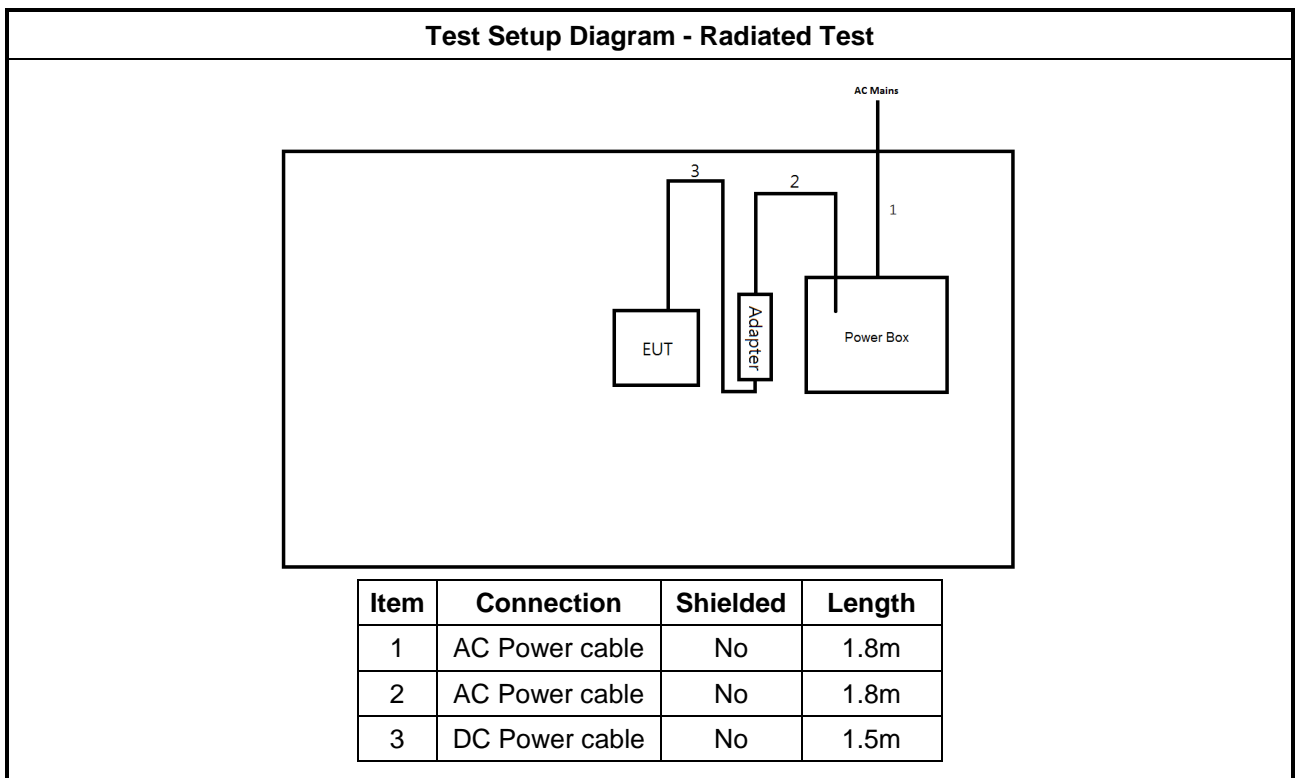 Test Setup Diagram - Radiated Test
AC Mains
3
2
1
EUT
Adapter
Power Box
Item Connection Shielded Length
1 AC Power cable No 1.8m
2 AC Power cable No 1.8m
3 DC Power cable No 1.5m